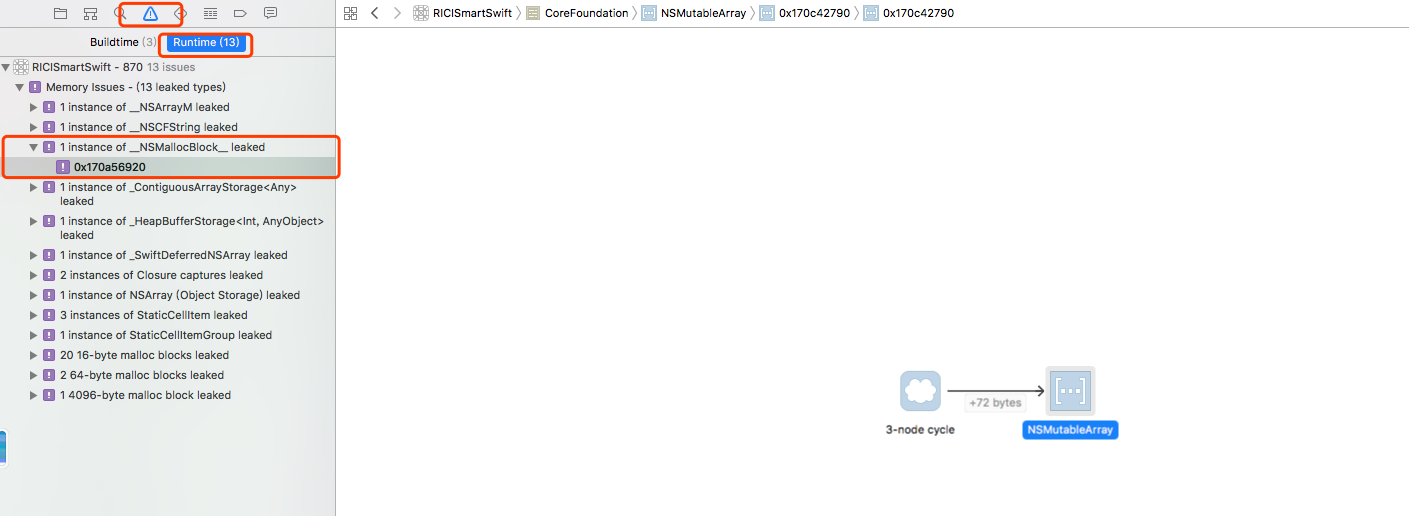 RICISmartSwift 〉 CoreFoundation 〉 NSMutableArray 〉 0x170c42790 〉 0x170c42790
Buildtime (3) Runtime (13)
RICISmartSwift - 870 13 issues
Memory Issues - (13 leaked types)
1 instance of __NSArrayM leaked
1 instance of __NSCFString leaked
1 instance of __NSMallocBlock__ leaked
0x170a56920
1 instance of _ContiguousArrayStorage<Any>
leaked
1 instance of _HeapBufferStorage<Int, AnyObject>
leaked
1 instance of _SwiftDeferredNSArray leaked
2 instances of Closure captures leaked
1 instance of NSArray (Object Storage) leaked
3 instances of StaticCellItem leaked
1 instance of StaticCellItemGroup leaked
20 16-byte malloc blocks leaked
2 64-byte malloc blocks leaked
1 4096-byte malloc block leaked
+72 bytes
3-node cycle
NSMutableArray